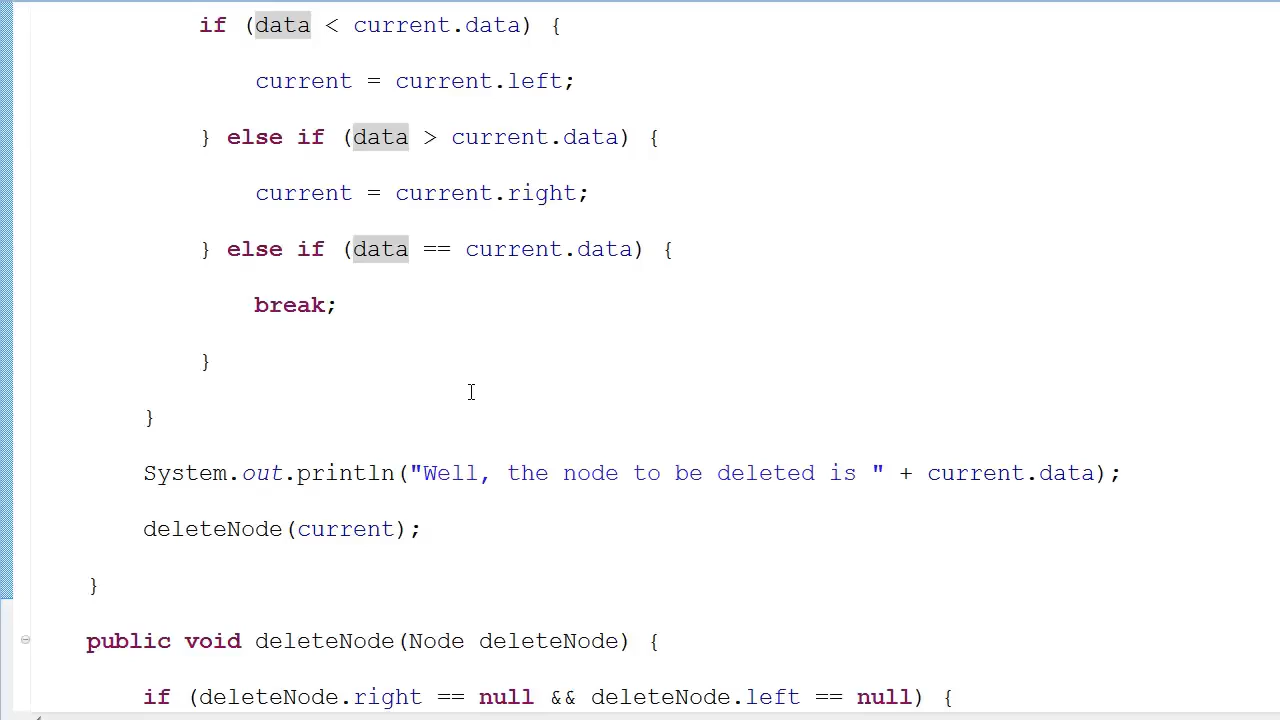 if (data < current.data) {
current = current.left;
} else if (data > current.data) {
current = current.right;
} else if (data == current.data) {
break;
}
}
System.out.println("Well, the node to be deleted is " + current.data);
deleteNode(current);
}
public void deleteNode(Node deleteNode) {
if (deleteNode.right == null && deleteNode.left == null) {